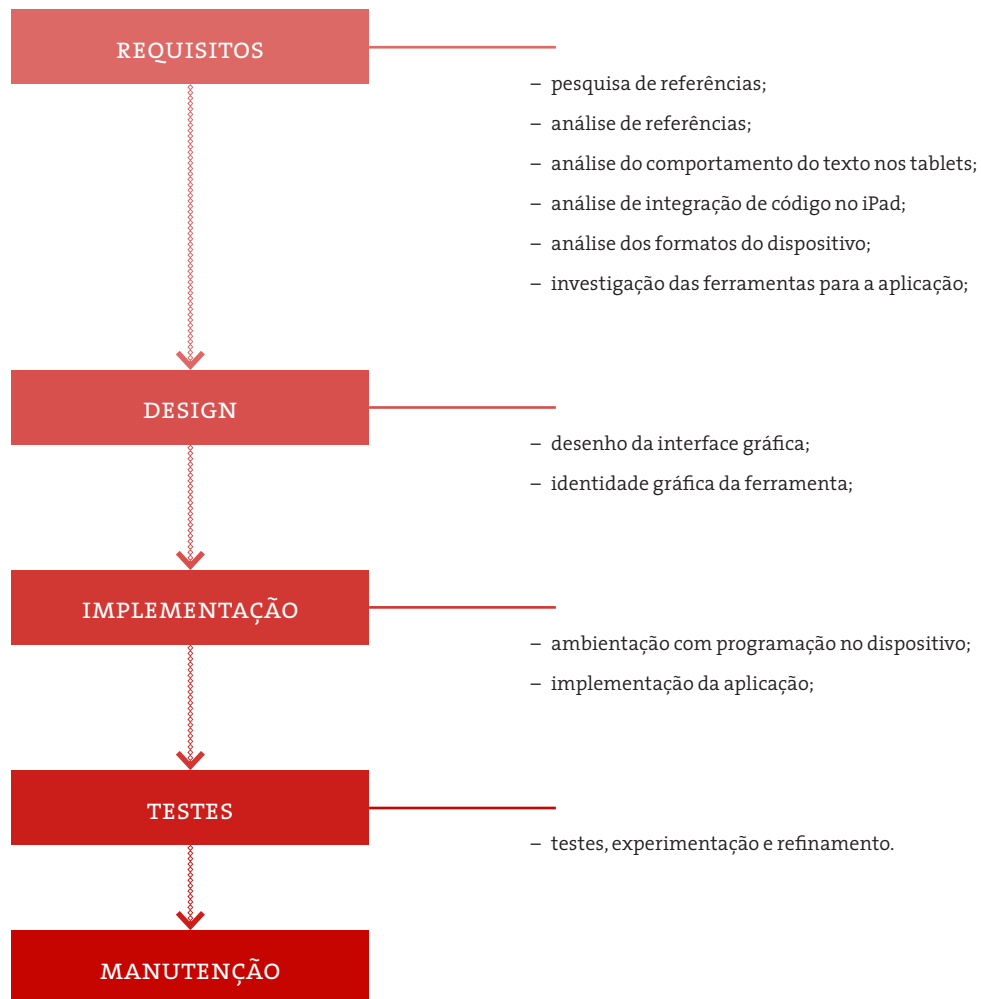 REQUISITOS
– pesquisa de referências;
– análise de referências;
– análise do comportamento do texto nos tablets;
– análise de integração de código no iPad;
– análise dos formatos do dispositivo;
– investigação das ferramentas para a aplicação;
DESIGN
– desenho da interface gráfica;
– identidade gráfica da ferramenta;
IMPLEMENTAÇÃO
– ambientação com programação no dispositivo;
– implementação da aplicação;
TESTES
– testes, experimentação e refinamento.
MANUTENÇÃO